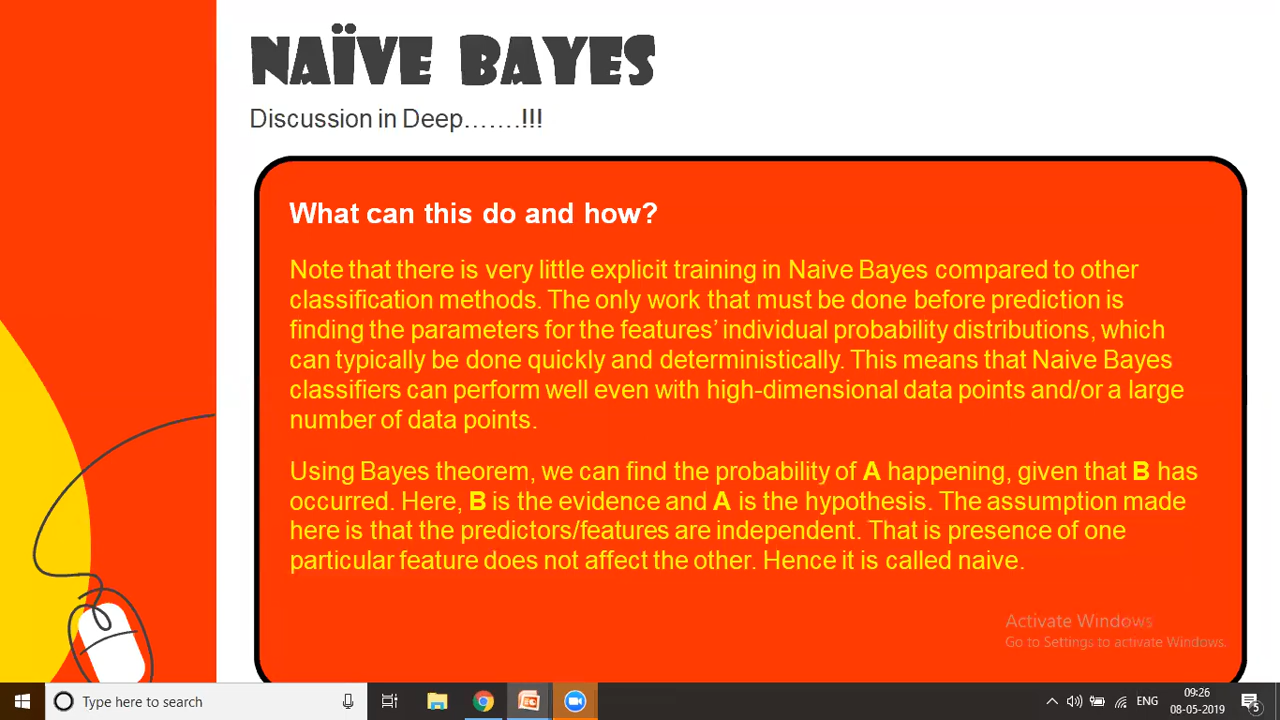 NAÏVE BAYES
Discussion in Deep…….!!!
What can this do and how?
Note that there is very little explicit training in Naive Bayes compared to other
classification methods. The only work that must be done before prediction is
finding the parameters for the features’ individual probability distributions, which
can typically be done quickly and deterministically. This means that Naive Bayes
classifiers can perform well even with high-dimensional data points and/or a large
number of data points.
Using Bayes theorem, we can find the probability of A happening, given that B has
occurred. Here, B is the evidence and A is the hypothesis. The assumption made
here is that the predictors/features are independent. That is presence of one
particular feature does not affect the other. Hence it is called naive.
Activate Windows
Go to Settings to activate Windows.
Type here to search
ENG
09:26
08-05-2019
5